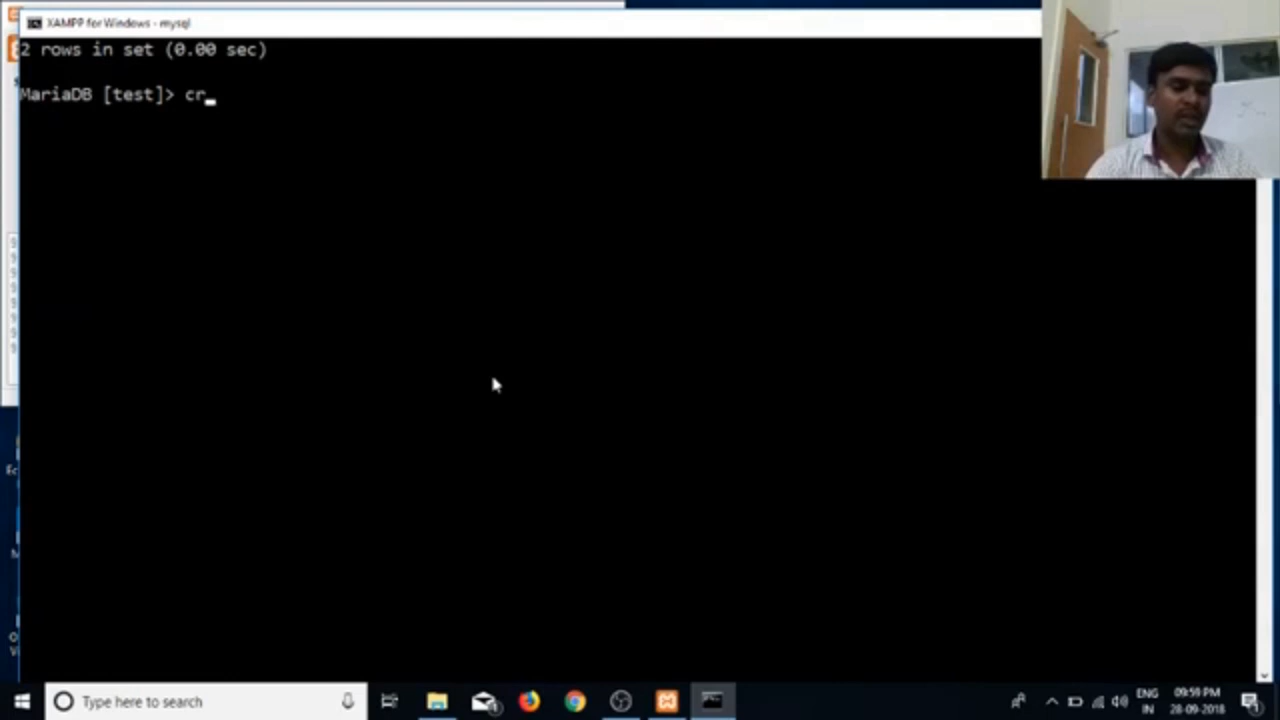 XAMPP for Windows - mysql
2 rows in set (0.00 sec)
MariaDB [test]> cr
Type here to search
ENG
IN
09:59 PM
28-09-2018